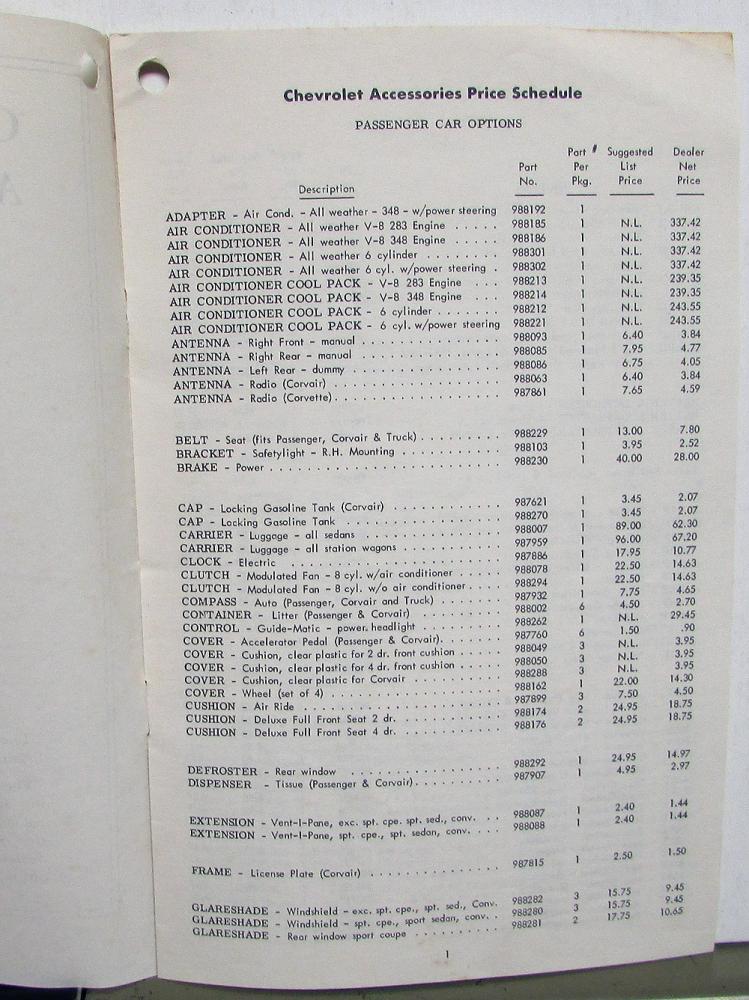 Chevrolet Accessories Price Schedule
PASSENGER CAR OPTIONS
Part # Suggested Dealer
Part Per List Net
Description No. Pkg. Price Price
ADAPTER - Air Cond. - All weather - 348 - w/power steering 988192 1
AIR CONDITIONER - All weather V-8 283 Engine . . . . . 988185 1 N.L. 337.42
AIR CONDITIONER - All weather V-8 348 Engine . . . . . 988186 1 N.L. 337.42
AIR CONDITIONER - All weather 6 cylinder . . . . . . . . 988301 1 N.L. 337.42
AIR CONDITIONER - All weather 6 cyl. w/power steering . 988302 1 N.L. 337.42
AIR CONDITIONER COOL PACK - V-8 283 Engine . . . 988213 1 N.L. 239.35
AIR CONDITIONER COOL PACK - V-8 348 Engine . . . 988214 1 N.L. 239.35
AIR CONDITIONER COOL PACK - 6 cylinder . . . . . . . 988212 1 N.L. 243.55
AIR CONDITIONER COOL PACK - 6 cyl. w/power steering 988221 1 N.L. 243.55
ANTENNA - Right Front - manual . . . . . . . . . . . . . . 988093 1 6.40 3.84
ANTENNA - Right Rear - manual . . . . . . . . . . . . . . 988085 1 7.95 4.77
ANTENNA - Left Rear - dummy . . . . . . . . . . . . . . . 988086 1 6.75 4.05
ANTENNA - Radio (Corvair) . . . . . . . . . . . . . . . . . 988063 1 6.40 3.84
ANTENNA - Radio (Corvette). . . . . . . . . . . . . . . . . 987861 1 7.65 4.59
BELT - Seat (fits Passenger, Corvair & Truck) . . . . . . . . . 988229 1 13.00 7.80
BRACKET - Safetylight - R.H. Mounting . . . . . . . . . . . 988103 1 3.95 2.52
BRAKE - Power . . . . . . . . . . . . . . . . . . . . . . . . 988230 1 40.00 28.00
CAP - Locking Gasoline Tank (Corvair) . . . . . . . . . . . . 987621 1 3.45 2.07
CAP - Locking Gasoline Tank . . . . . . . . . . . . . . . . . 988270 1 3.45 2.07
CARRIER - Luggage - all sedans . . . . . . . . . . . . . . . . 988007 1 89.00 62.30
CARRIER - Luggage - all station wagons . . . . . . . . . . . 987959 1 96.00 67.20
CLOCK - Electric . . . . . . . . . . . . . . . . . . . . . . . 987886 1 17.95 10.77
CLUTCH - Modulated Fan - 8 cyl. w/air conditioner . . . . . 988078 1 22.50 14.63
CLUTCH - Modulated Fan - 8 cyl. w/o air conditioner. . . . 988294 1 22.50 14.63
COMPASS - Auto (Passenger, Corvair and Truck) . . . . . . . 987932 1 7.75 4.65
CONTAINER - Litter (Passenger & Corvair) . . . . . . . . . 988002 6 4.50 2.70
CONTROL - Guide-Matic - power. headlight . . . . . . . . . 988262 1 N.L. 29.45
COVER - Accelerator Pedal (Passenger & Corvair). . . . . . . 987760 6 1.50 .90
COVER - Cushion, clear plastic for 2 dr. front cushion . . . . . 988049 3 N.L. 3.95
COVER - Cushion, clear plastic for 4 dr. front cushion . . . . . 988050 3 N.L. 3.95
COVER - Cushion, clear plastic for Corvair . . . . . . . . . . 988288 3 N.L. 3.95
COVER - Wheel (set of 4) . . . . . . . . . . . . . . . . . . . 988162 1 22.00 14.30
CUSHION - Air Ride . . . . . . . . . . . . . . . . . . . . . . 987899 3 7.50 4.50
CUSHION - Deluxe Full Front Seat 2 dr. . . . . . . . . . . . . 988174 2 24.95 18.75
CUSHION - Deluxe Full Front Seat 4 dr. . . . . . . . . . . . . 988176 2 24.95 18.75
DEFROSTER - Rear window . . . . . . . . . . . . . . . . 988292 1 24.95 14.97
DISPENSER - Tissue (Passenger & Corvair). . . . . . . . . . . 987907 1 4.95 2.97
EXTENSION - Vent-I-Pane, exc. spt. cpe. spt. sed., conv. . . 988087 1 2.40 1.44
EXTENSION - Vent-I-Pane, spt. cpe., spt. sedan, conv. . . . 988088 1 2.40 1.44
FRAME - License Plate (Corvair) . . . . . . . . . . . . . . . 987815 1 2.50 1.50
GLARESHADE - Windshield - exc. spt. cpe., spt. sed., Conv. 988282 3 15.75 9.45
GLARESHADE - Windshield - spt. cpe., sport sedan, conv. . 988280 3 15.75 9.45
GLARESHADE - Rear window sport coupe . . . . . . . . . . 988281 2 17.75 10.65
1